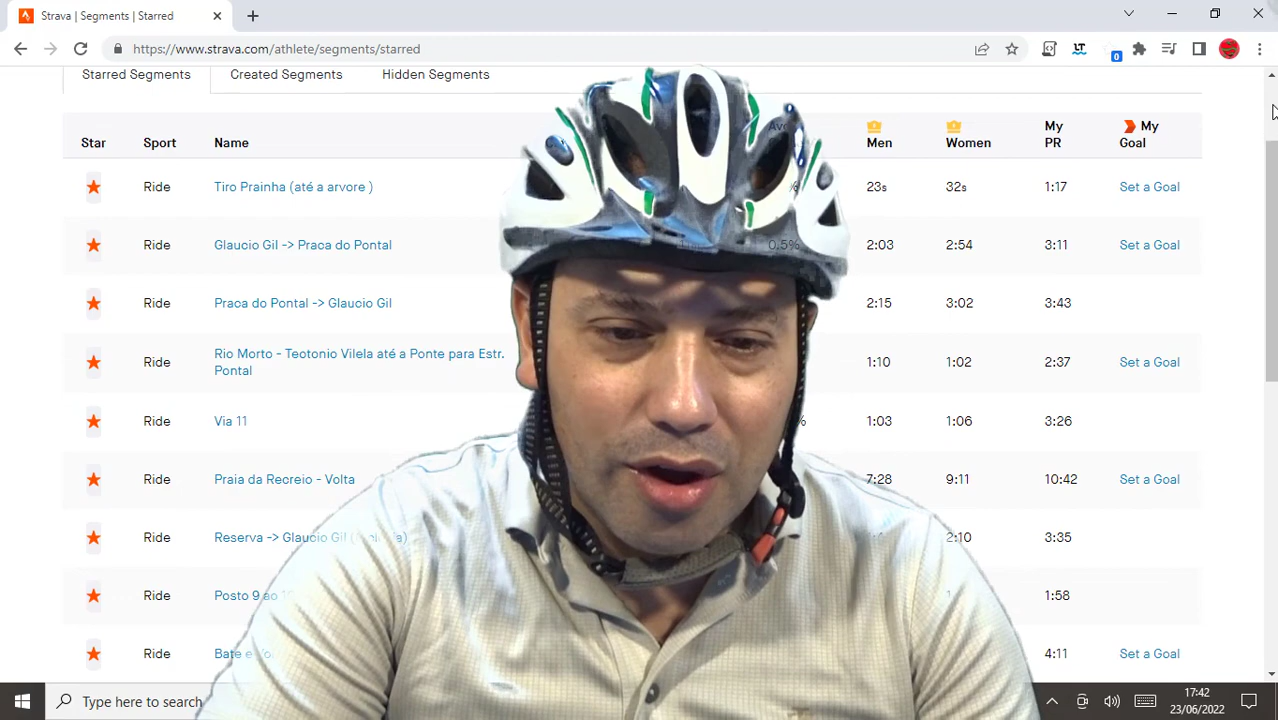 Strava | Segments | Starred
https://www.strava.com/athlete/segments/starred
LT
0
Starred Segments Created Segments Hidden Segments
Star Sport Name Men Women My PR My Goal
Ride Tiro Prainha (até a arvore ) % 23s 32s 1:17 Set a Goal
Ride Glaucio Gil -> Praca do Pontal 0.5% 2:03 2:54 3:11 Set a Goal
Ride Praca do Pontal -> Glaucio Gil 2:15 3:02 3:43
Ride Rio Morto - Teotonio Vilela até a Ponte para Estr. Pontal 1:10 1:02 2:37 Set a Goal
Ride Via 11 % 1:03 1:06 3:26
Ride Praia da Recreio - Volta 7:28 9:11 10:42 Set a Goal
Ride Reserva -> Glaucio Gil 2:10 3:35
Ride Posto 9 ao 1:58
Ride Bate e 4:11 Set a Goal
Type here to search
17:42
23/06/2022